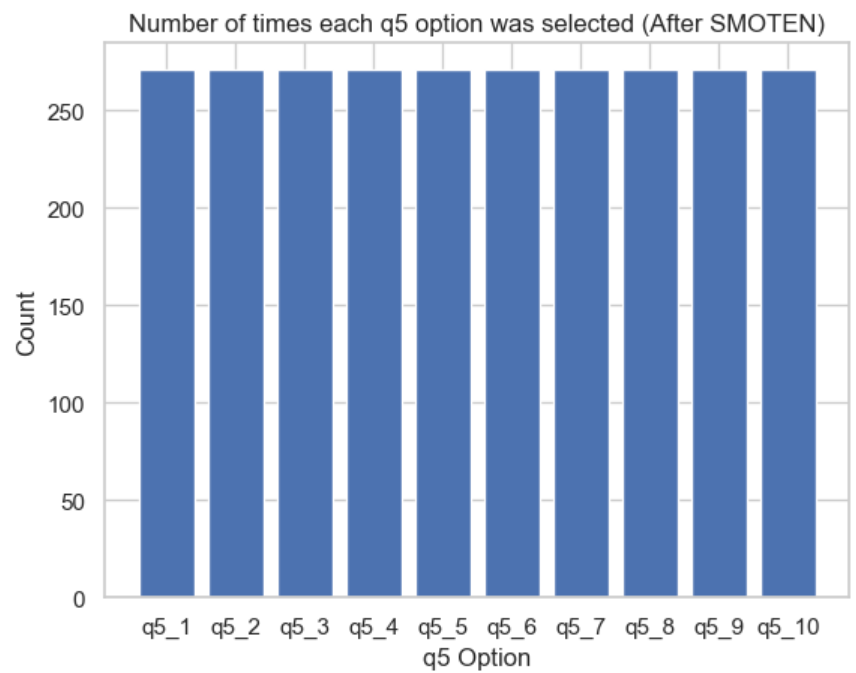 Number of times each q5 option was selected (After SMOTEN)
Count
250
200
150
100
50
0
q5_1 q5_2 q5_3 q5_4 q5_5 q5_6 q5_7 q5_8 q5_9 q5_10
q5 Option